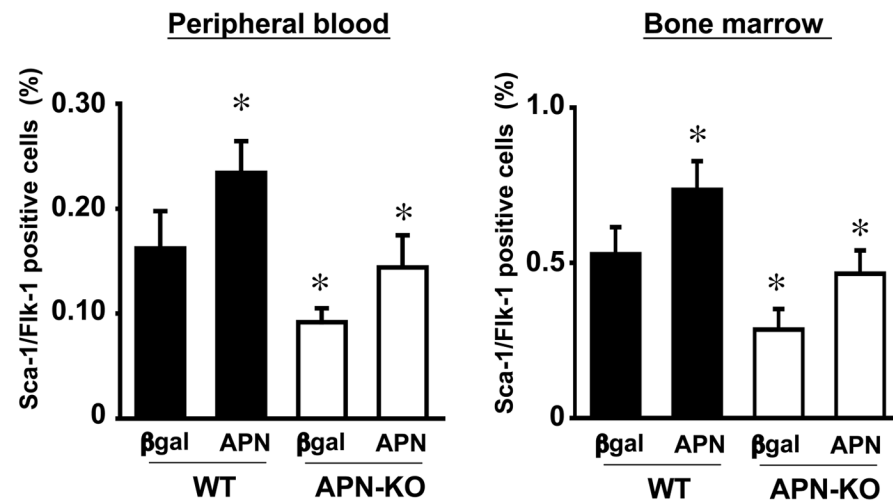 Peripheral blood
Sca-1/Flk-1 positive cells (%)
0.30
0.20
0.10
0
*
*
*
βgal APN βgal APN
WT APN-KO
Bone marrow
Sca-1/Flk-1 positive cells (%)
1.0
0.5
0
*
*
*
βgal APN βgal APN
WT APN-KO